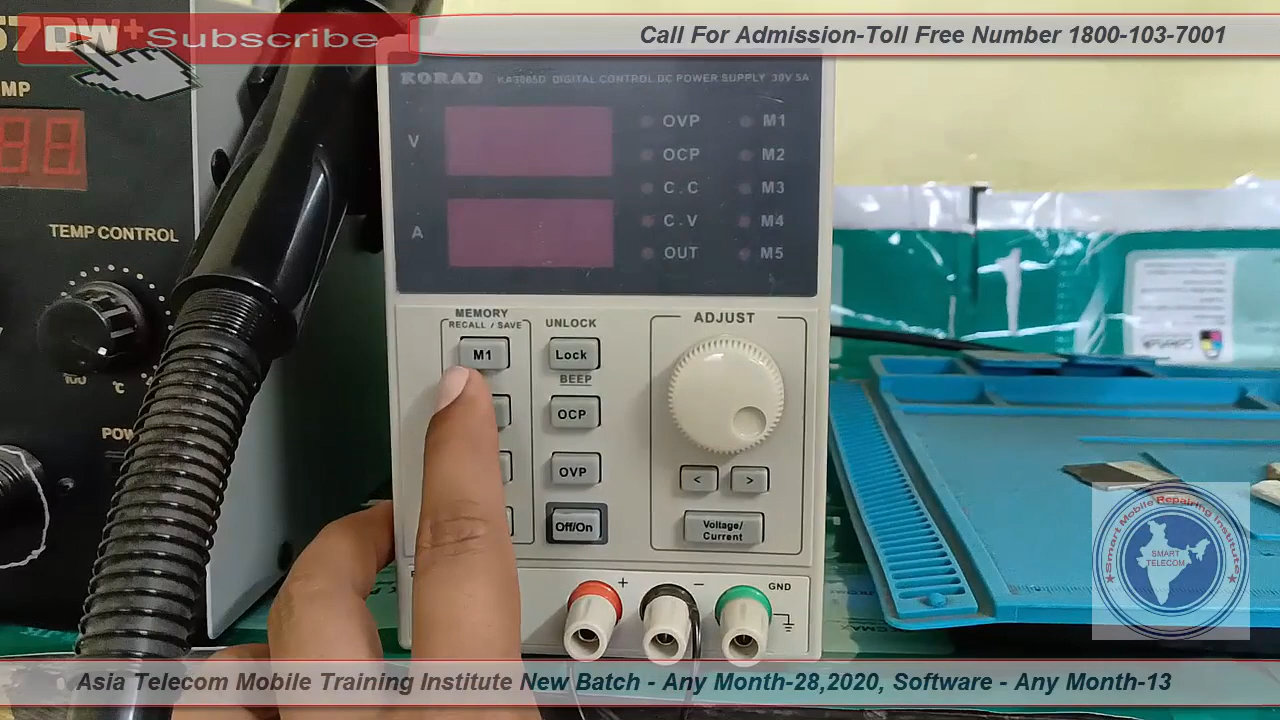 Subscribe
Call For Admission-Toll Free Number 1800-103-7001
KORAD KA3005D DIGITAL CONTROL DC POWER SUPPLY 30V 5A
V
A
OVP
OCP
C.C
C.V
OUT
M1
M2
M3
M4
M5
TEMP CONTROL
100
°C
MEMORY
RECALL / SAVE
M1
UNLOCK
Lock
BEEP
OCP
OVP
Off/On
ADJUST
<
>
Voltage/
Current
+
−
GND
Smart Mobile Repairing Institute
SMART
TELECOM
Asia Telecom Mobile Training Institute New Batch - Any Month-28,2020, Software - Any Month-13